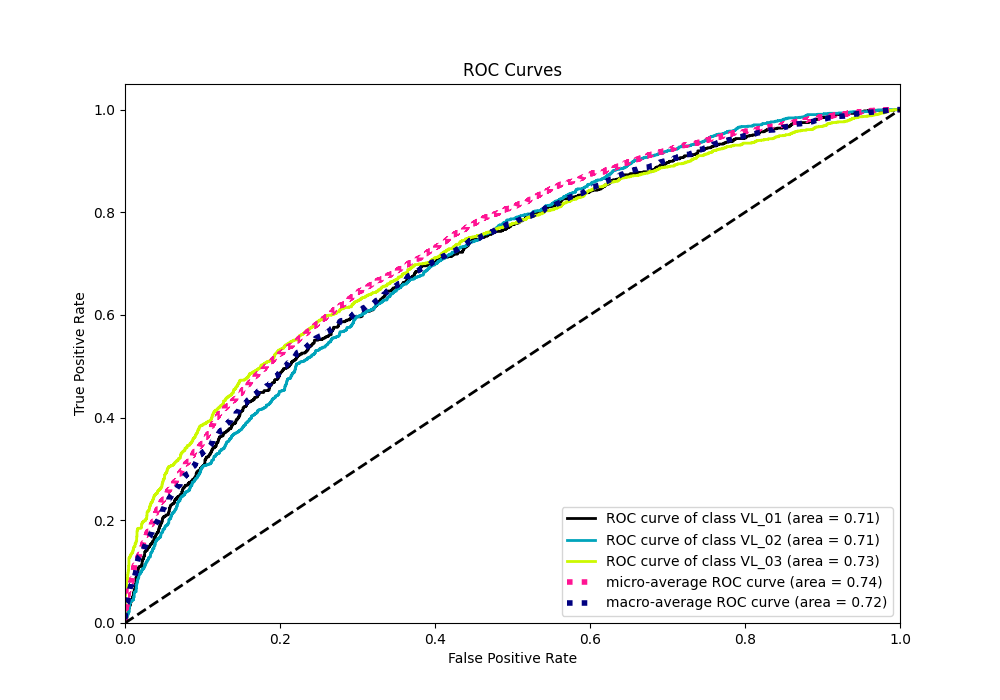 ROC Curves
True Positive Rate
1.0
0.8
0.6
0.4
0.2
0.0
0.0 0.2 0.4 0.6 0.8 1.0
False Positive Rate
ROC curve of class VL_01 (area = 0.71)
ROC curve of class VL_02 (area = 0.71)
ROC curve of class VL_03 (area = 0.73)
micro-average ROC curve (area = 0.74)
macro-average ROC curve (area = 0.72)